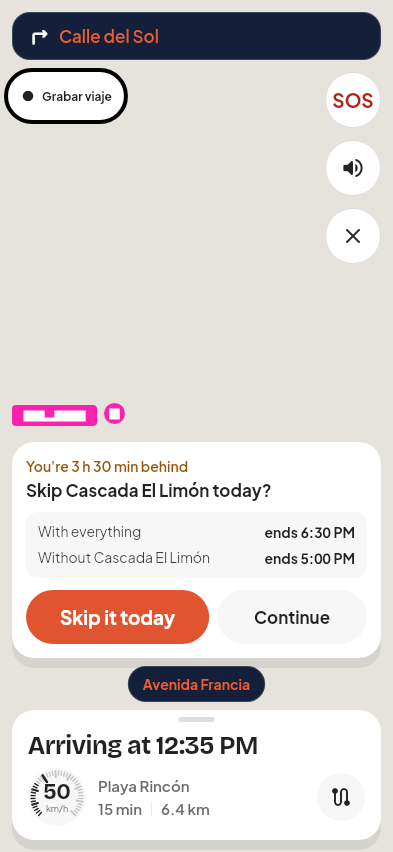 Calle del Sol
Grabar viaje
SOS
You're 3 h 30 min behind
Skip Cascada El Limón today?
With everything ends 6:30 PM
Without Cascada El Limón ends 5:00 PM
Skip it today
Continue
Avenida Francia
Arriving at 12:35 PM
50
km/h
Playa Rincón
15 min 6.4 km